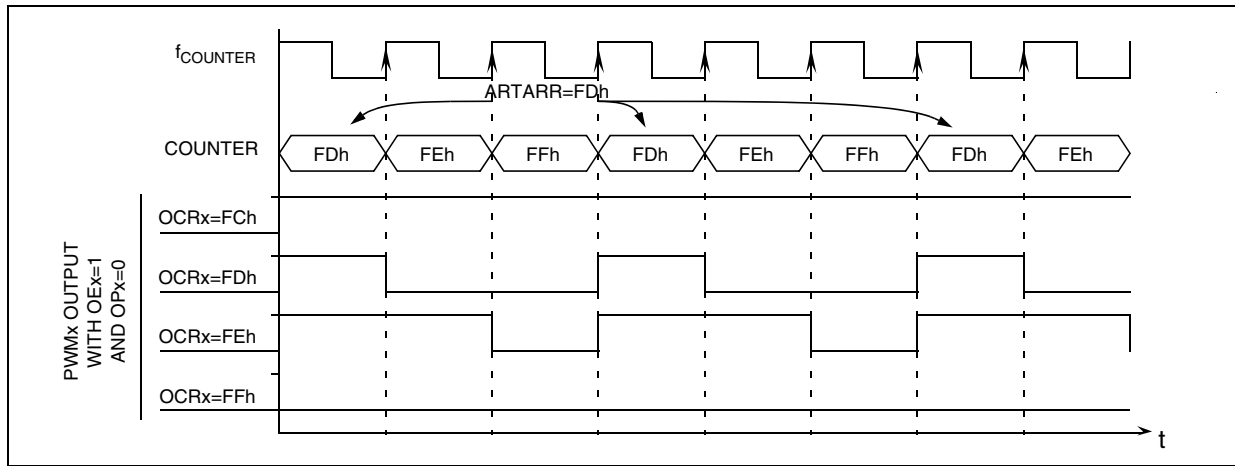 fCOUNTER
ARTARR=FDh
COUNTER
FDh FEh FFh FDh FEh FFh FDh FEh
PWMx OUTPUT
WITH OEx=1
AND OPx=0
OCRx=FCh
OCRx=FDh
OCRx=FEh
OCRx=FFh
t